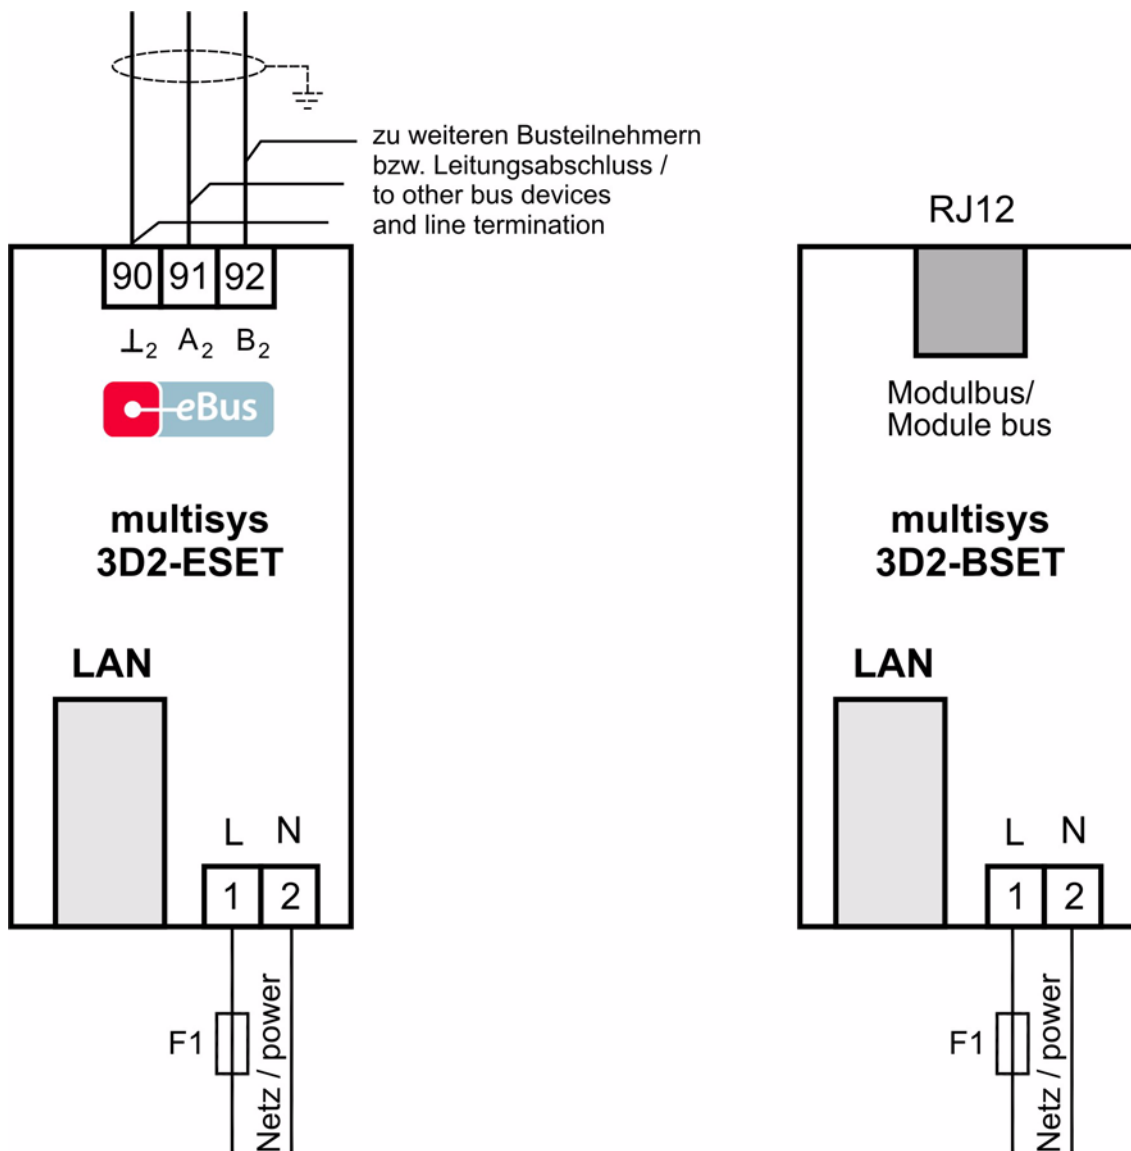 zu weiteren Busteilnehmern
bzw. Leitungsabschluss /
to other bus devices
and line termination
90 91 92
⊥2 A2 B2
eBus
multisys
3D2-ESET
LAN
L N
1 2
F1
Netz / power
RJ12
Modulbus/
Module bus
multisys
3D2-BSET
LAN
L N
1 2
F1
Netz / power